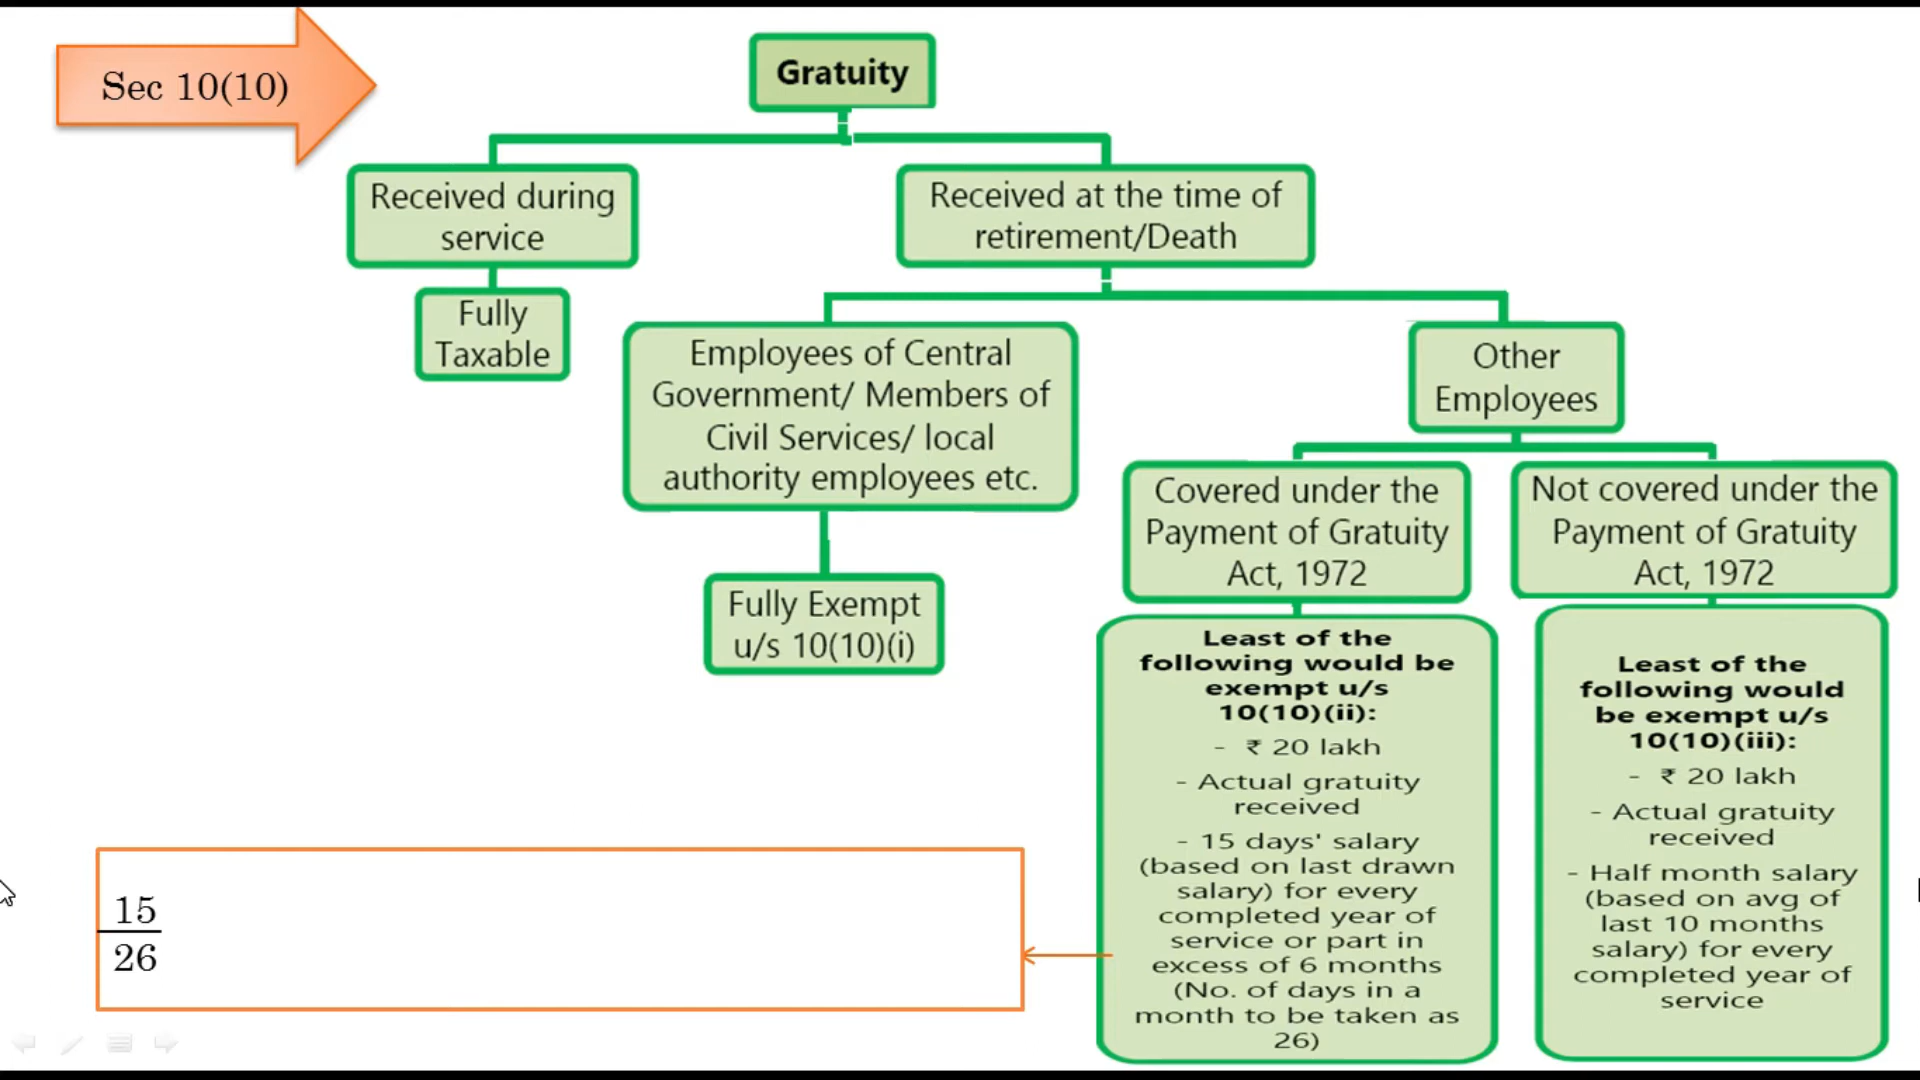 Sec 10(10)
Gratuity
Received during
service
Received at the time of
retirement/Death
Fully
Taxable
Employees of Central
Government/ Members of
Civil Services/ local
authority employees etc.
Other
Employees
Fully Exempt
u/s 10(10)(i)
Covered under the
Payment of Gratuity
Act, 1972
Not covered under the
Payment of Gratuity
Act, 1972
Least of the
following would be
exempt u/s
10(10)(ii):
- ₹ 20 lakh
- Actual gratuity
received
- 15 days' salary
(based on last drawn
salary) for every
completed year of
service or part in
excess of 6 months
(No. of days in a
month to be taken as
26)
Least of the
following would
be exempt u/s
10(10)(iii):
- ₹ 20 lakh
- Actual gratuity
received
- Half month salary
(based on avg of
last 10 months
salary) for every
completed year of
service
15
26